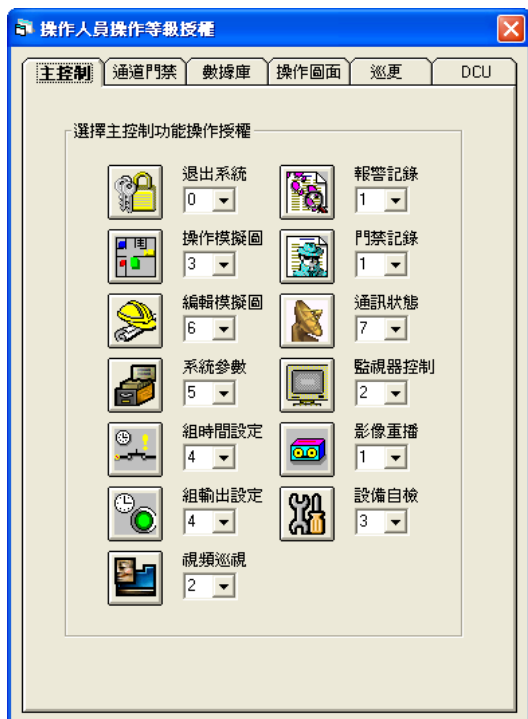 操作人員操作等級授權
主控制 通道門禁 數據庫 操作圖面 巡更 DCU
選擇主控制功能操作授權
退出系統
0
報警記錄
1
操作模擬圖
3
門禁記錄
1
編輯模擬圖
6
通訊狀態
7
系統參數
5
監視器控制
2
組時間設定
4
影像重播
1
組輸出設定
4
設備自檢
3
視頻巡視
2